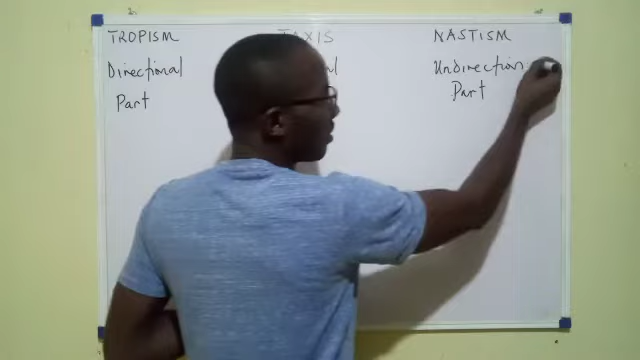 TROPISM TAXIS NASTISM
Directional Undirection
Part Part